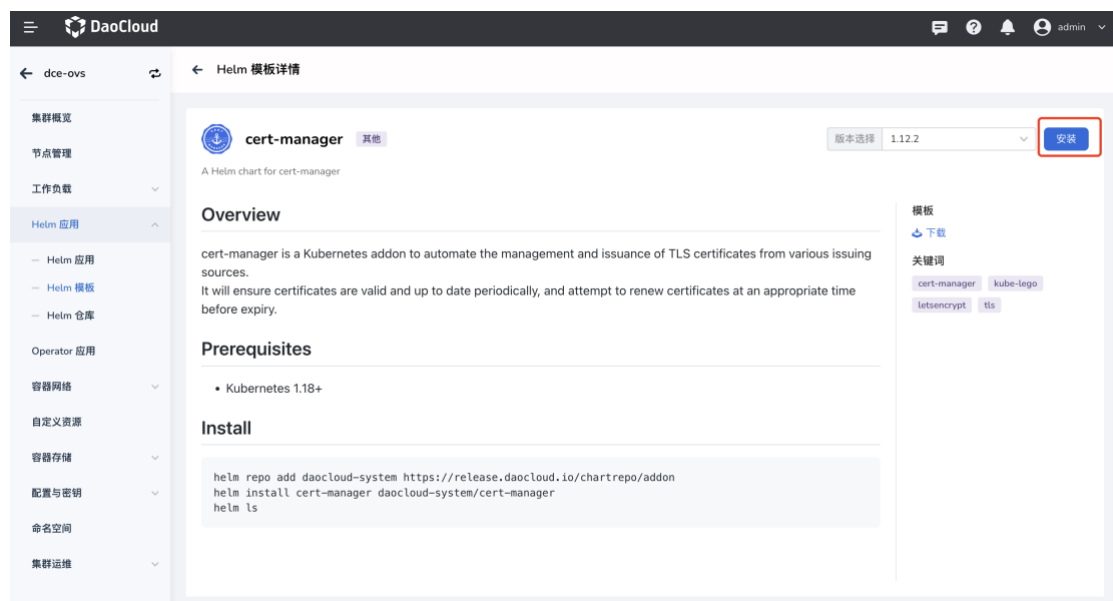 DaoCloud
admin
dce-ovs
集群概览
节点管理
工作负载
Helm 应用
Helm 应用
Helm 模板
Helm 仓库
Operator 应用
容器网络
自定义资源
容器存储
配置与密钥
命名空间
集群运维
Helm 模板详情
cert-manager 其他
版本选择 1.12.2 安装
A Helm chart for cert-manager
Overview
cert-manager is a Kubernetes addon to automate the management and issuance of TLS certificates from various issuing
sources.
It will ensure certificates are valid and up to date periodically, and attempt to renew certificates at an appropriate time
before expiry.
Prerequisites
• Kubernetes 1.18+
Install
helm repo add daocloud-system https://release.daocloud.io/chartrepo/addon
helm install cert-manager daocloud-system/cert-manager
helm ls
模板
下载
关键词
cert-manager kube-lego
letsencrypt tls